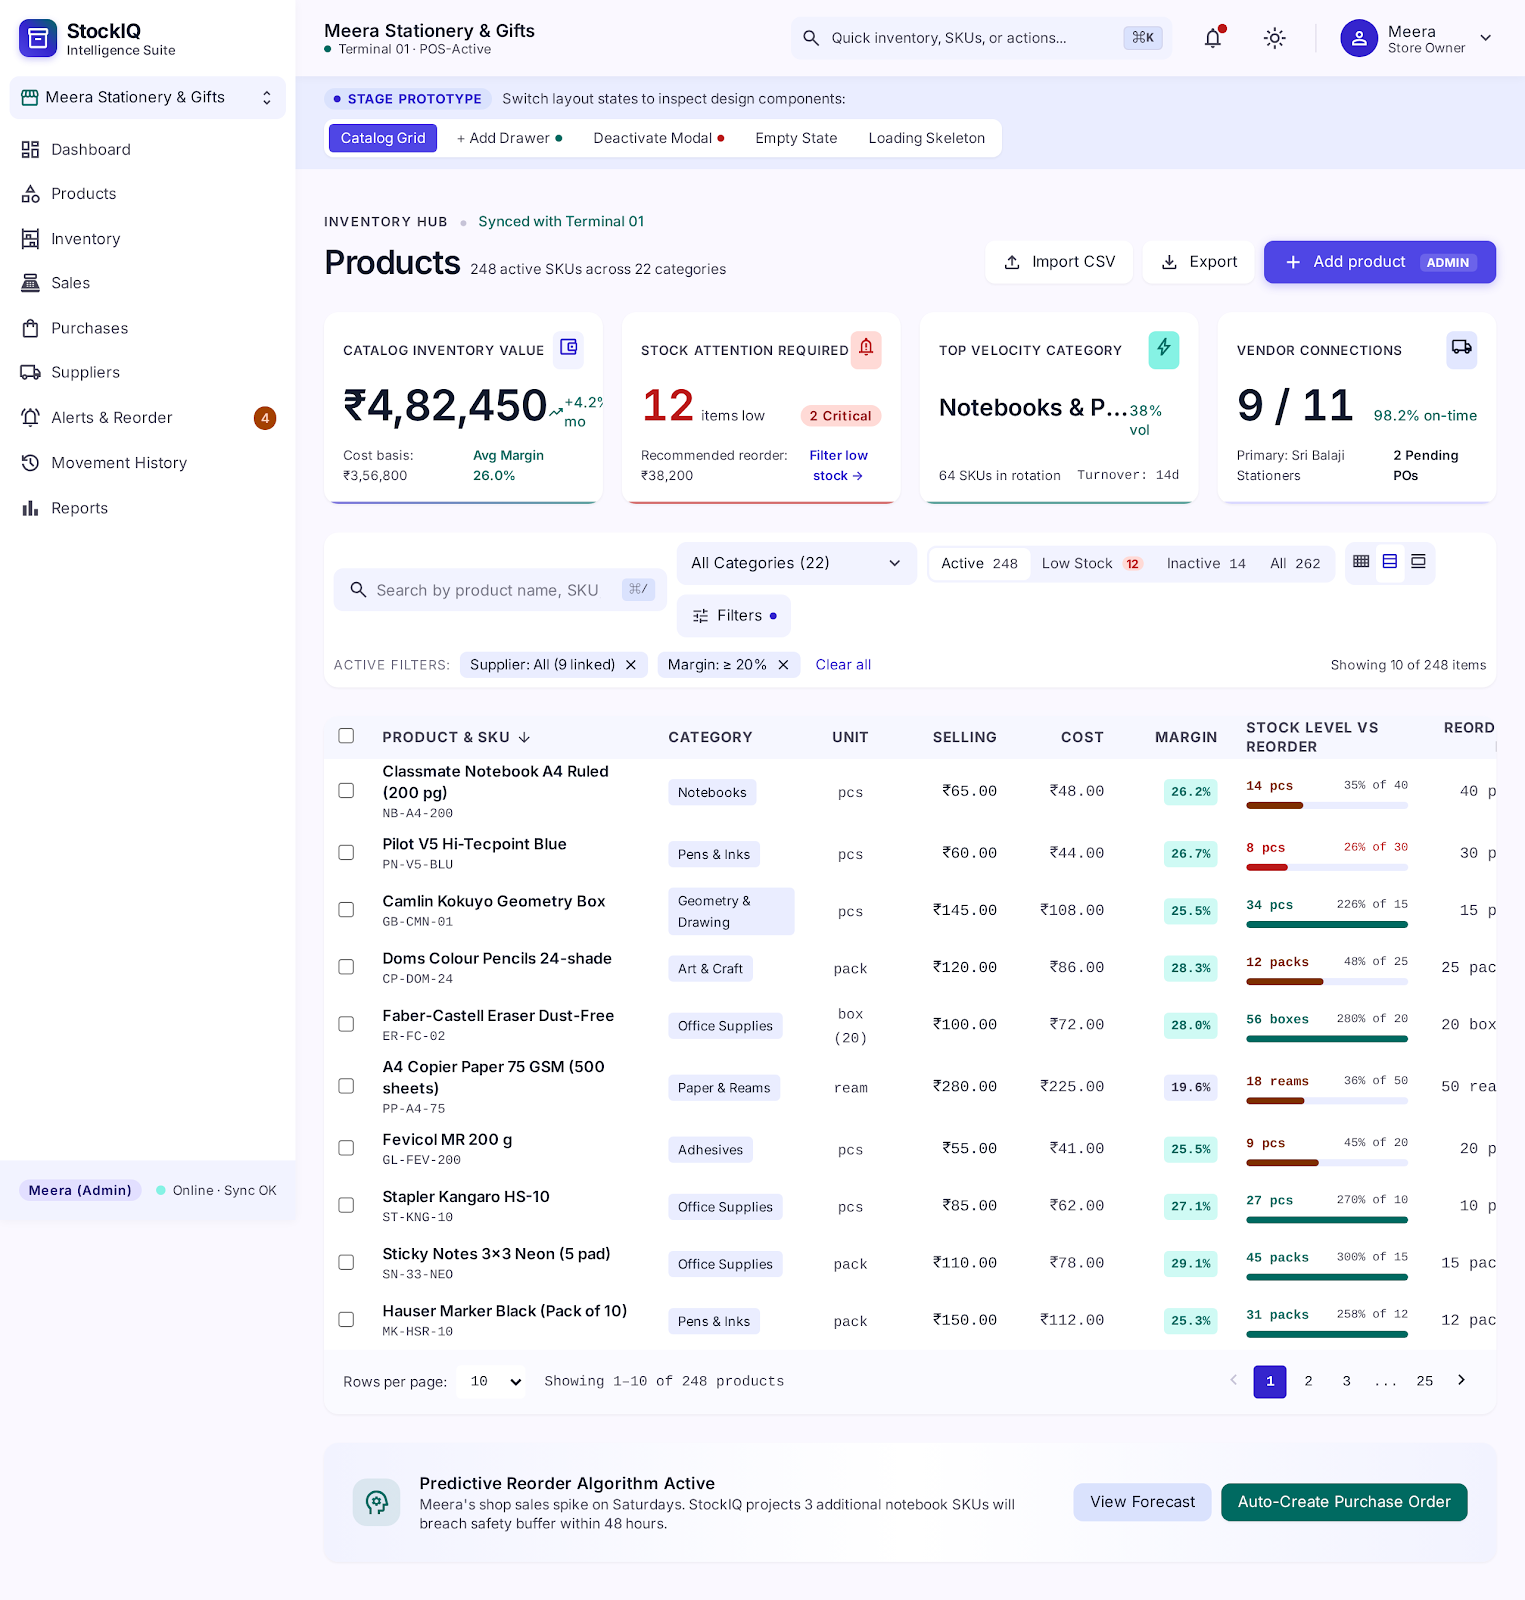 StockIQ
Intelligence Suite
Meera Stationery & Gifts
Dashboard
Products
Inventory
Sales
Purchases
Suppliers
Alerts & Reorder 4
Movement History
Reports
Meera (Admin) Online · Sync OK
Meera Stationery & Gifts
Terminal 01 · POS-Active
Quick inventory, SKUs, or actions... ⌘K
Meera
Store Owner
STAGE PROTOTYPE Switch layout states to inspect design components:
Catalog Grid + Add Drawer Deactivate Modal Empty State Loading Skeleton
INVENTORY HUB Synced with Terminal 01
Products 248 active SKUs across 22 categories
Import CSV Export Add product ADMIN
CATALOG INVENTORY VALUE
₹4,82,450 +4.2%
mo
Cost basis: Avg Margin
₹3,56,800 26.0%
STOCK ATTENTION REQUIRED
12 items low 2 Critical
Recommended reorder: Filter low
₹38,200 stock →
TOP VELOCITY CATEGORY
Notebooks & P... 38%
vol
64 SKUs in rotation Turnover: 14d
VENDOR CONNECTIONS
9 / 11 98.2% on-time
Primary: Sri Balaji 2 Pending
Stationers POs
Search by product name, SKU ⌘/
All Categories (22)
Active 248 Low Stock 12 Inactive 14 All 262
Filters
ACTIVE FILTERS: Supplier: All (9 linked) ✕ Margin: ≥ 20% ✕ Clear all Showing 10 of 248 items
PRODUCT & SKU ↓ CATEGORY UNIT SELLING COST MARGIN STOCK LEVEL VS REORD
REORDER
Classmate Notebook A4 Ruled
(200 pg)
NB-A4-200
Notebooks pcs ₹65.00 ₹48.00 26.2% 14 pcs 35% of 40 40 p
Pilot V5 Hi-Tecpoint Blue
PN-V5-BLU
Pens & Inks pcs ₹60.00 ₹44.00 26.7% 8 pcs 26% of 30 30 p
Camlin Kokuyo Geometry Box
GB-CMN-01
Geometry &
Drawing
pcs ₹145.00 ₹108.00 25.5% 34 pcs 226% of 15 15 p
Doms Colour Pencils 24-shade
CP-DOM-24
Art & Craft pack ₹120.00 ₹86.00 28.3% 12 packs 48% of 25 25 pac
Faber-Castell Eraser Dust-Free
ER-FC-02
Office Supplies box
(20)
₹100.00 ₹72.00 28.0% 56 boxes 280% of 20 20 box
A4 Copier Paper 75 GSM (500
sheets)
PP-A4-75
Paper & Reams ream ₹280.00 ₹225.00 19.6% 18 reams 36% of 50 50 rea
Fevicol MR 200 g
GL-FEV-200
Adhesives pcs ₹55.00 ₹41.00 25.5% 9 pcs 45% of 20 20 p
Stapler Kangaro HS-10
ST-KNG-10
Office Supplies pcs ₹85.00 ₹62.00 27.1% 27 pcs 270% of 10 10 p
Sticky Notes 3×3 Neon (5 pad)
SN-33-NEO
Office Supplies pack ₹110.00 ₹78.00 29.1% 45 packs 300% of 15 15 pac
Hauser Marker Black (Pack of 10)
MK-HSR-10
Pens & Inks pack ₹150.00 ₹112.00 25.3% 31 packs 258% of 12 12 pac
Rows per page: 10 Showing 1–10 of 248 products 1 2 3 ... 25
Predictive Reorder Algorithm Active
Meera's shop sales spike on Saturdays. StockIQ projects 3 additional notebook SKUs will
breach safety buffer within 48 hours.
View Forecast Auto-Create Purchase Order